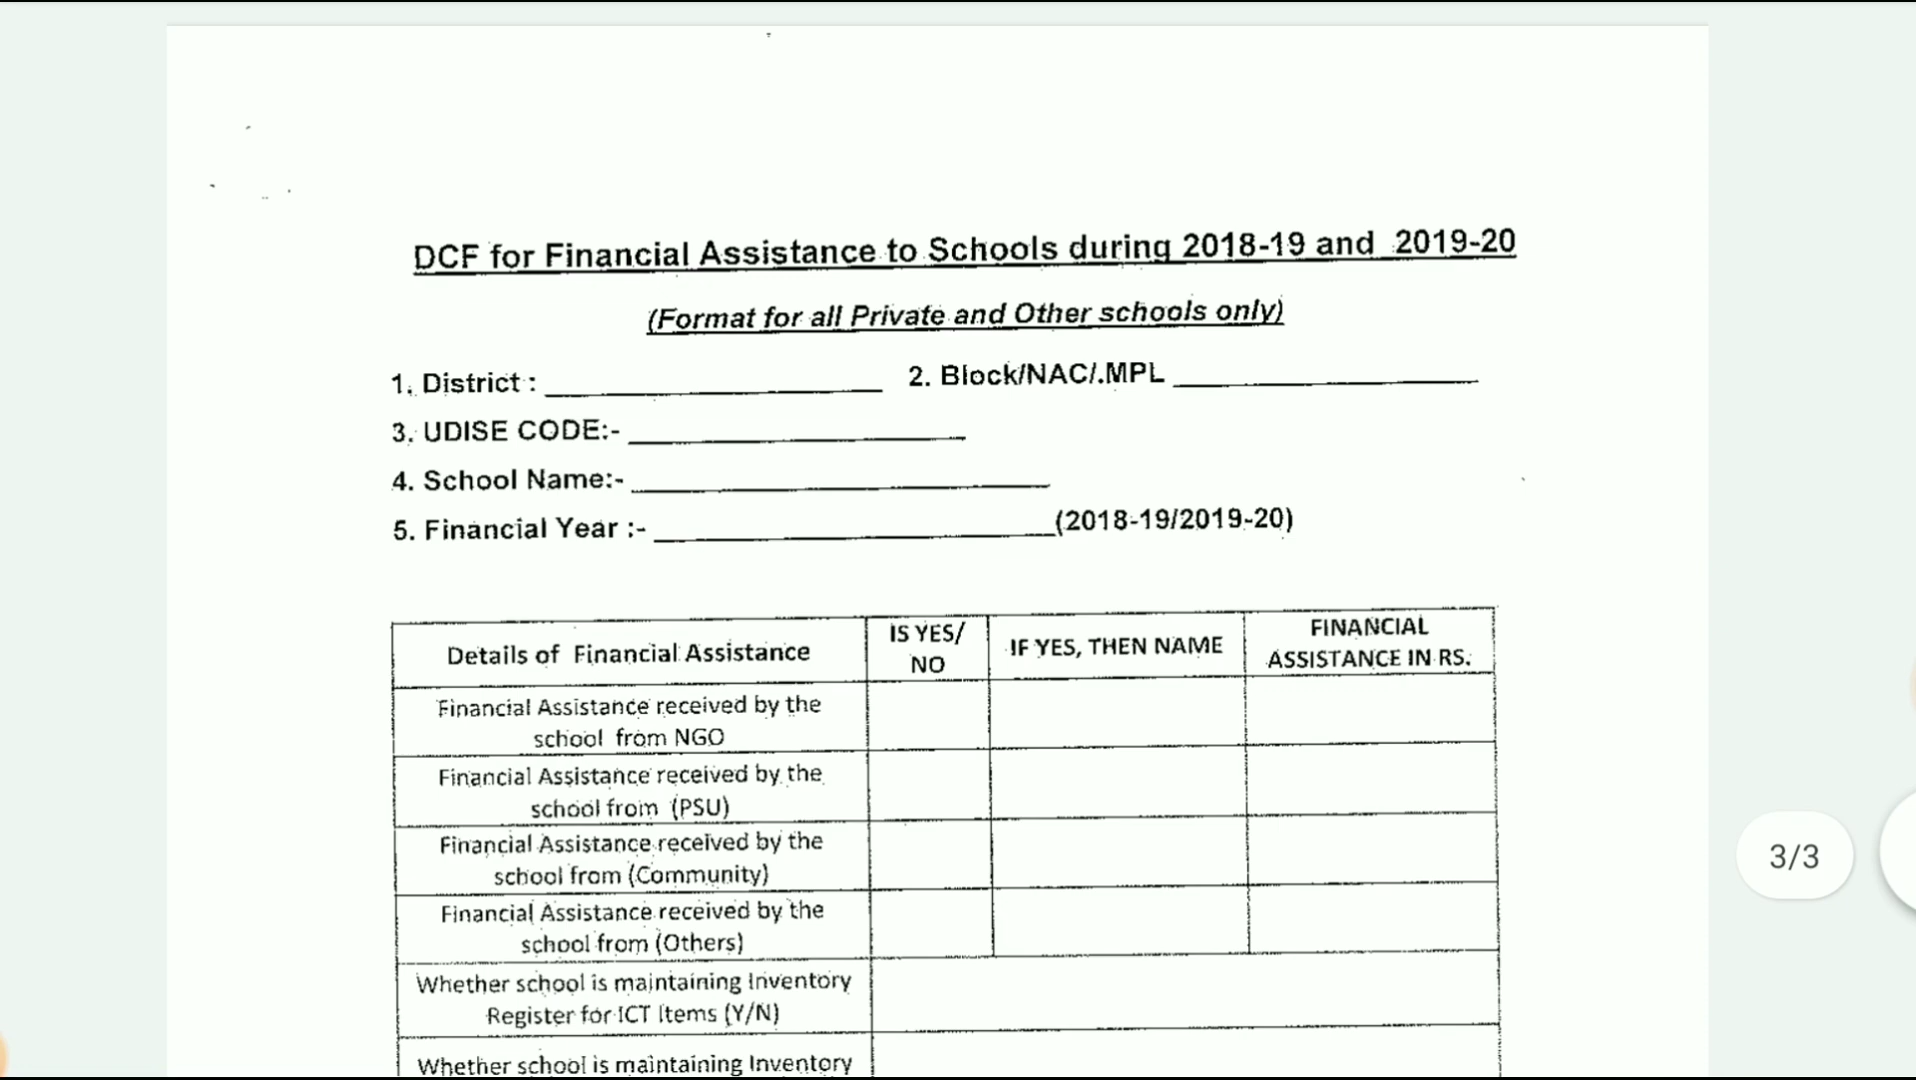 DCF for Financial Assistance to Schools during 2018-19 and 2019-20
(Format for all Private and Other schools only)
1. District : ____________ 2. Block/NAC/.MPL ____________
3. UDISE CODE:- ____________
4. School Name:- ____________
5. Financial Year :- ____________(2018-19/2019-20)
Details of Financial Assistance
IS YES/
NO
IF YES, THEN NAME
FINANCIAL
ASSISTANCE IN RS.
Financial Assistance received by the
school from NGO
Financial Assistance received by the
school from (PSU)
Financial Assistance received by the
school from (Community)
Financial Assistance received by the
school from (Others)
Whether school is maintaining Inventory
Register for ICT Items (Y/N)
Whether school is maintaining Inventory
3/3